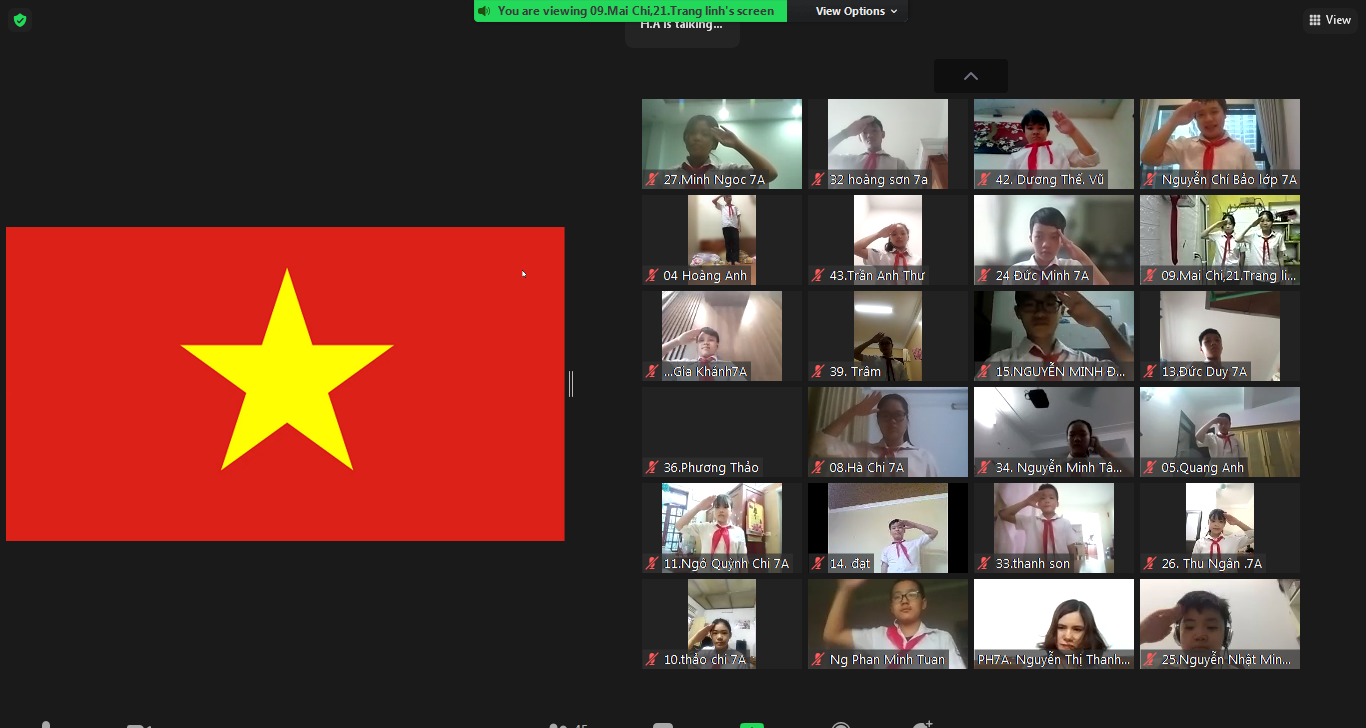 You are viewing 09.Mai Chi,21.Trang linh's screen
View Options
View
H.A is talking...
27.Minh Ngoc 7A
32 hoàng sơn 7a
42. Dương Thế. Vũ
Nguyễn Chí Bảo lớp 7A
04 Hoàng Anh
43.Trần Anh Thư
24 Đức Minh 7A
09.Mai Chi,21.Trang li...
...Gia Khánh7A
39. Trâm
15.NGUYỄN MINH Đ...
13.Đức Duy 7A
36.Phương Thảo
08.Hà Chi 7A
34. Nguyễn Minh Tâ...
05.Quang Anh
11.Ngô Quỳnh Chi 7A
14. đạt
33.thanh son
26. Thu Ngân .7A
10.thảo chi 7A
Ng Phan Minh Tuan
PH7A. Nguyễn Thị Thanh...
25.Nguyễn Nhật Min...
45